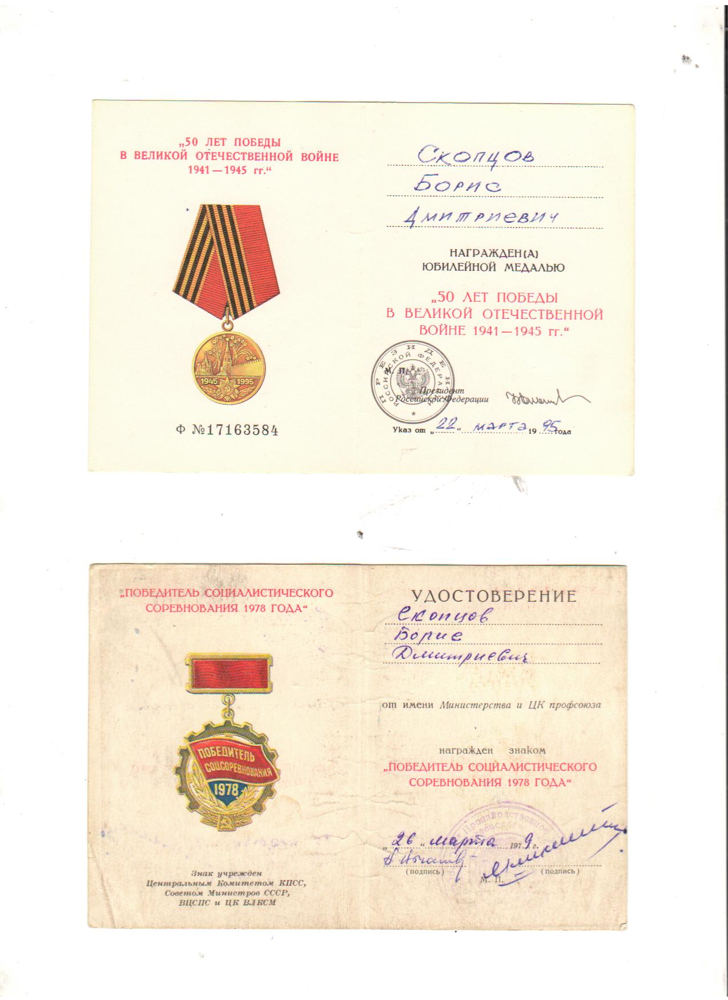 „50 ЛЕТ ПОБЕДЫ
В ВЕЛИКОЙ ОТЕЧЕСТВЕННОЙ ВОЙНЕ
1941—1945 гг.“
1945 1995
Ф №17163584
Скопцов
Борис
Дмитриевич
НАГРАЖДЕН(А)
ЮБИЛЕЙНОЙ МЕДАЛЬЮ
„50 ЛЕТ ПОБЕДЫ
В ВЕЛИКОЙ ОТЕЧЕСТВЕННОЙ
ВОЙНЕ 1941—1945 гг.“
ПРЕЗИДЕНТ
РОССИЙСКОЙ ФЕДЕРАЦИИ
М. П.
Президент
Российской Федерации
Указ от „22“ марта 1995 года
„ПОБЕДИТЕЛЬ СОЦИАЛИСТИЧЕСКОГО
СОРЕВНОВАНИЯ 1978 ГОДА“
ПОБЕДИТЕЛЬ
СОЦСОРЕВНОВАНИЯ
1978
Знак учрежден
Центральным Комитетом КПСС,
Советом Министров СССР,
ВЦСПС и ЦК ВЛКСМ
УДОСТОВЕРЕНИЕ
Скопцов
Борис
Дмитриевич
от имени Министерства и ЦК профсоюза
награжден знаком
„ПОБЕДИТЕЛЬ СОЦИАЛИСТИЧЕСКОГО
СОРЕВНОВАНИЯ 1978 ГОДА“
Производственное
„26“ марта 1979 г.
(подпись) (подпись)
М. П.